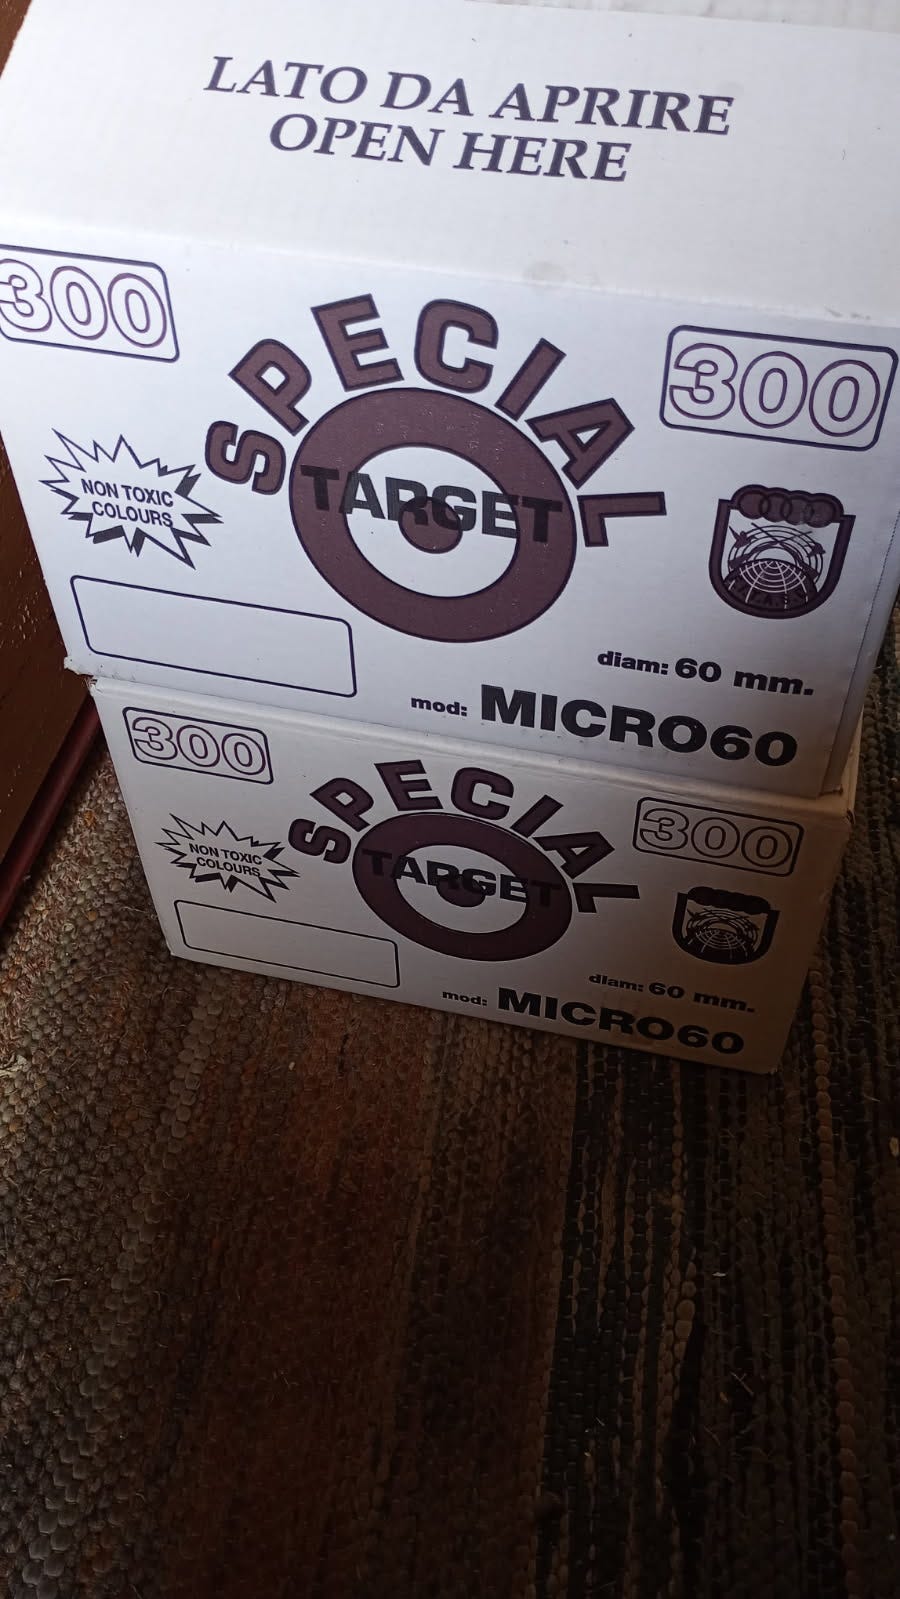 LATO DA APRIRE
OPEN HERE
300
300
SPECIAL
TARGET
NON TOXIC
COLOURS
diam: 60 mm.
mod: MICRO60
300
300
SPECIAL
TARGET
NON TOXIC
COLOURS
diam: 60 mm.
mod: MICRO60